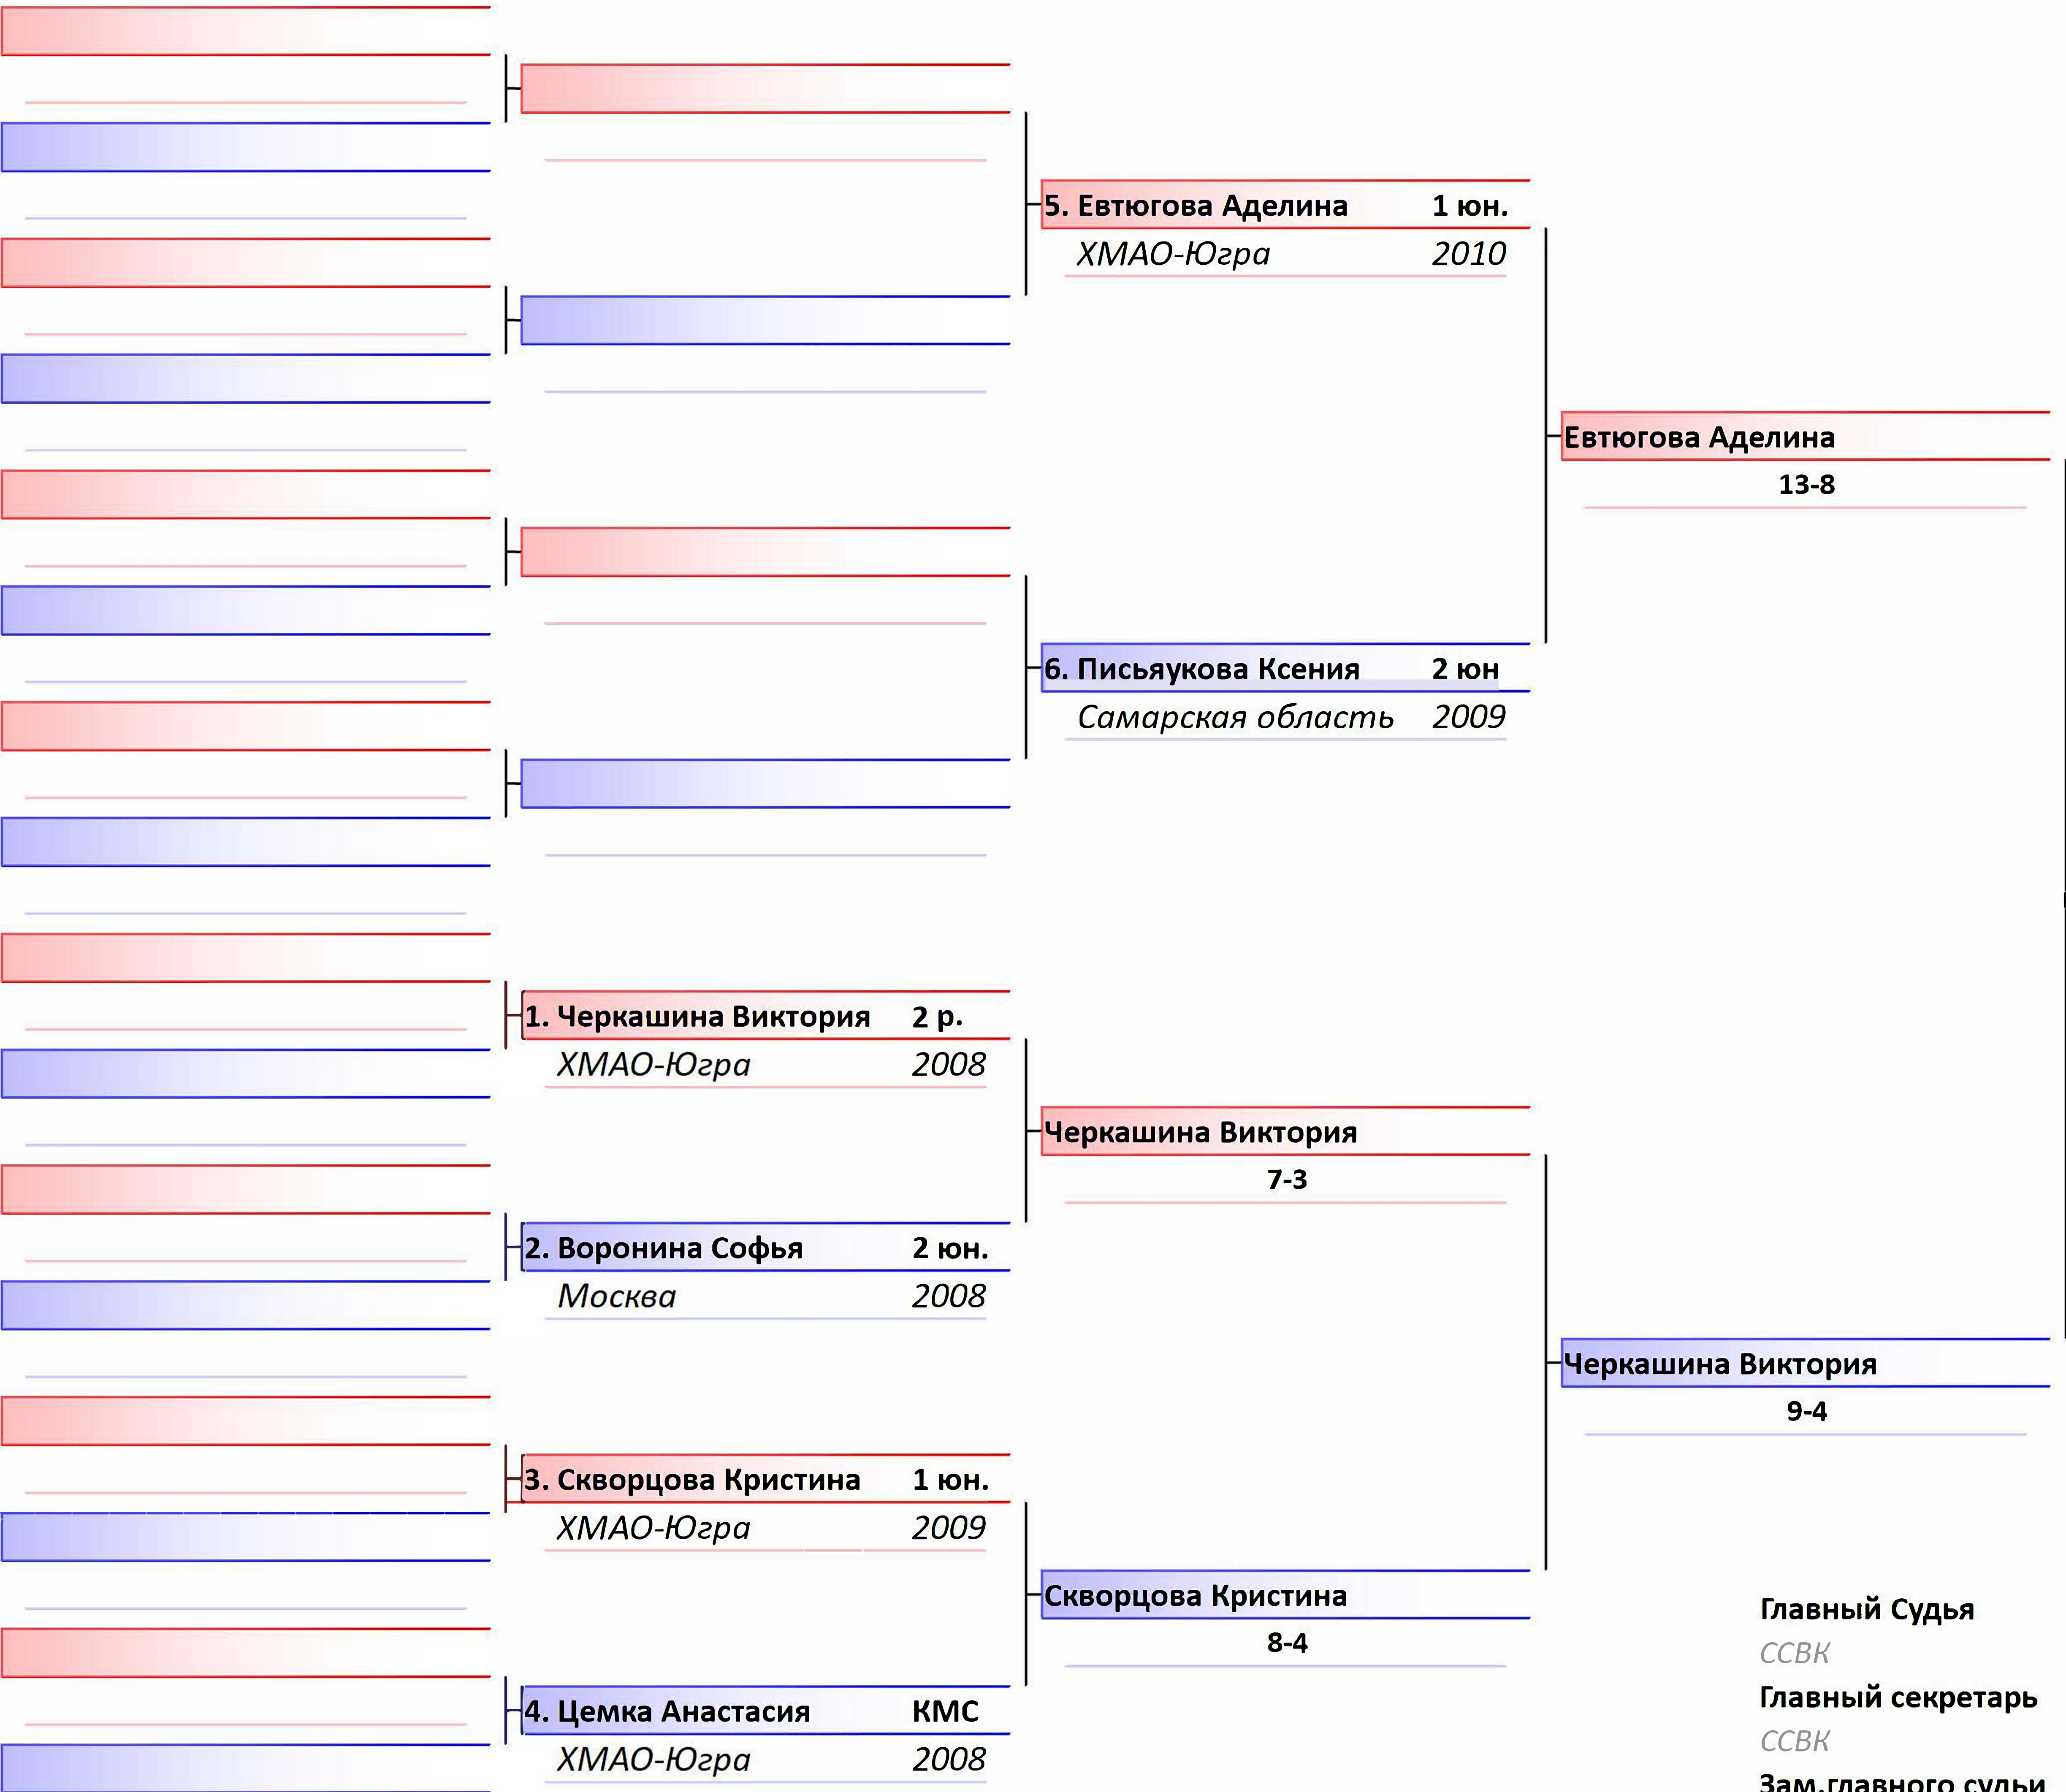 5. Евтюгова Аделина 1 юн.
ХМАО-Югра 2010
Евтюгова Аделина
13-8
6. Письяукова Ксения 2 юн
Самарская область 2009
1. Черкашина Виктория 2 р.
ХМАО-Югра 2008
Черкашина Виктория
7-3
2. Воронина Софья 2 юн.
Москва 2008
Черкашина Виктория
9-4
3. Скворцова Кристина 1 юн.
ХМАО-Югра 2009
Скворцова Кристина
8-4
4. Цемка Анастасия КМС
ХМАО-Югра 2008
Главный Судья
ССВК
Главный секретарь
ССВК
Зам.главного судьи